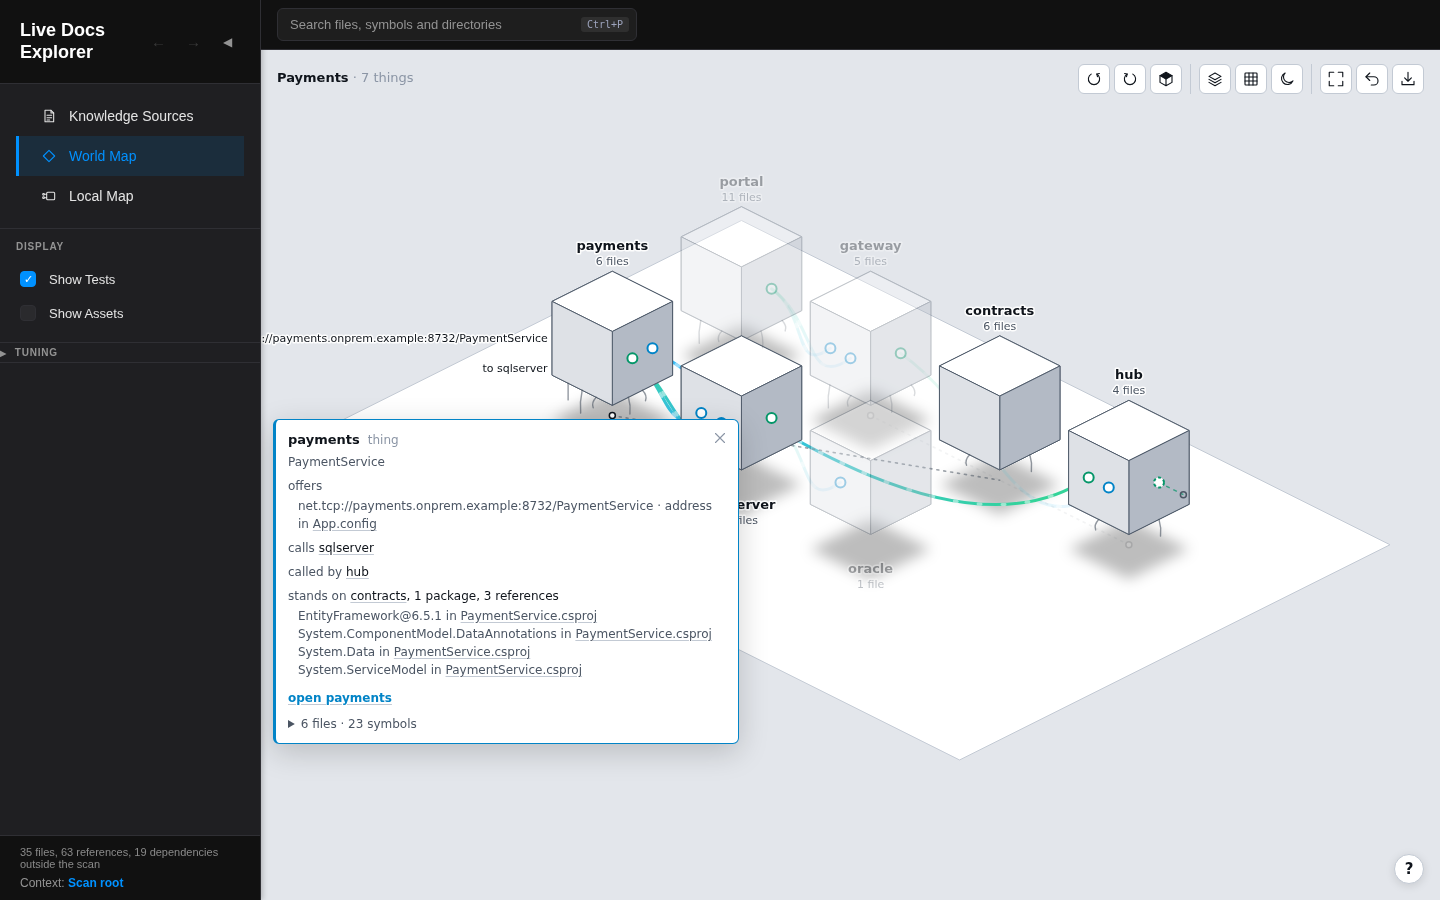 Live Docs
Explorer
Search files, symbols and directories
Ctrl+P
Knowledge Sources
World Map
Local Map
DISPLAY
Show Tests
Show Assets
TUNING
Payments · 7 things
portal
11 files
payments
6 files
gateway
5 files
contracts
6 files
hub
4 files
://payments.onprem.example:8732/PaymentService
to sqlserver
erver
iles
oracle
1 file
payments thing
PaymentService
offers
net.tcp://payments.onprem.example:8732/PaymentService · address
in App.config
calls sqlserver
called by hub
stands on contracts, 1 package, 3 references
EntityFramework@6.5.1 in PaymentService.csproj
System.ComponentModel.DataAnnotations in PaymentService.csproj
System.Data in PaymentService.csproj
System.ServiceModel in PaymentService.csproj
open payments
6 files · 23 symbols
35 files, 63 references, 19 dependencies
outside the scan
Context: Scan root
?